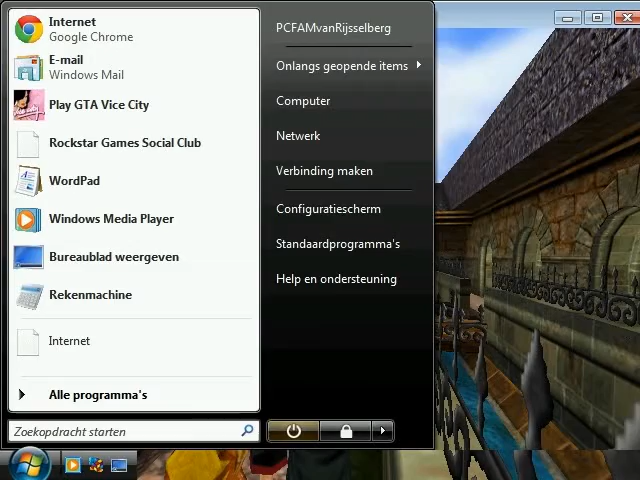 Internet
Google Chrome
E-mail
Windows Mail
Play GTA Vice City
Rockstar Games Social Club
WordPad
Windows Media Player
Bureaublad weergeven
Rekenmachine
Internet
Alle programma's
Zoekopdracht starten
PCFAMvanRijsselberg
Onlangs geopende items
Computer
Netwerk
Verbinding maken
Configuratiescherm
Standaardprogramma's
Help en ondersteuning